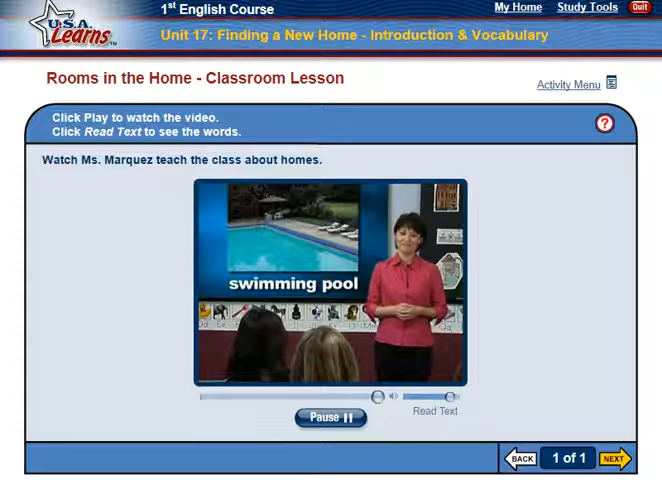 U.S.A.
Learns™
1st English Course
My Home
Study Tools
Quit
Unit 17: Finding a New Home - Introduction & Vocabulary
Rooms in the Home - Classroom Lesson
Activity Menu
Click Play to watch the video.
Click Read Text to see the words.
?
Watch Ms. Marquez teach the class about homes.
swimming pool
Pause
Read Text
BACK
1 of 1
NEXT